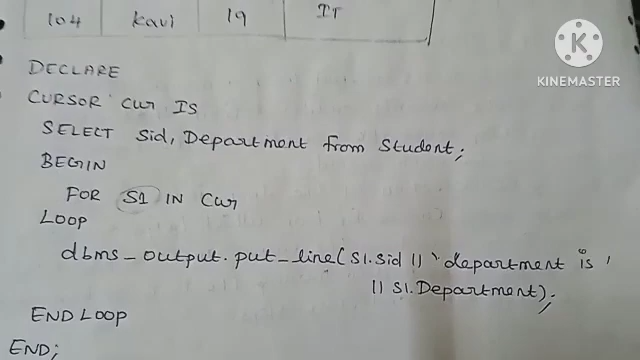 104 kavi 19 IT
K
KINEMASTER
DECLARE
CURSOR cur IS
SELECT Sid, Department from Student;
BEGIN
FOR S1 IN cur
LOOP
dbms_output.put_line(S1.Sid || 'department is'
|| S1.Department);
END LOOP
END;